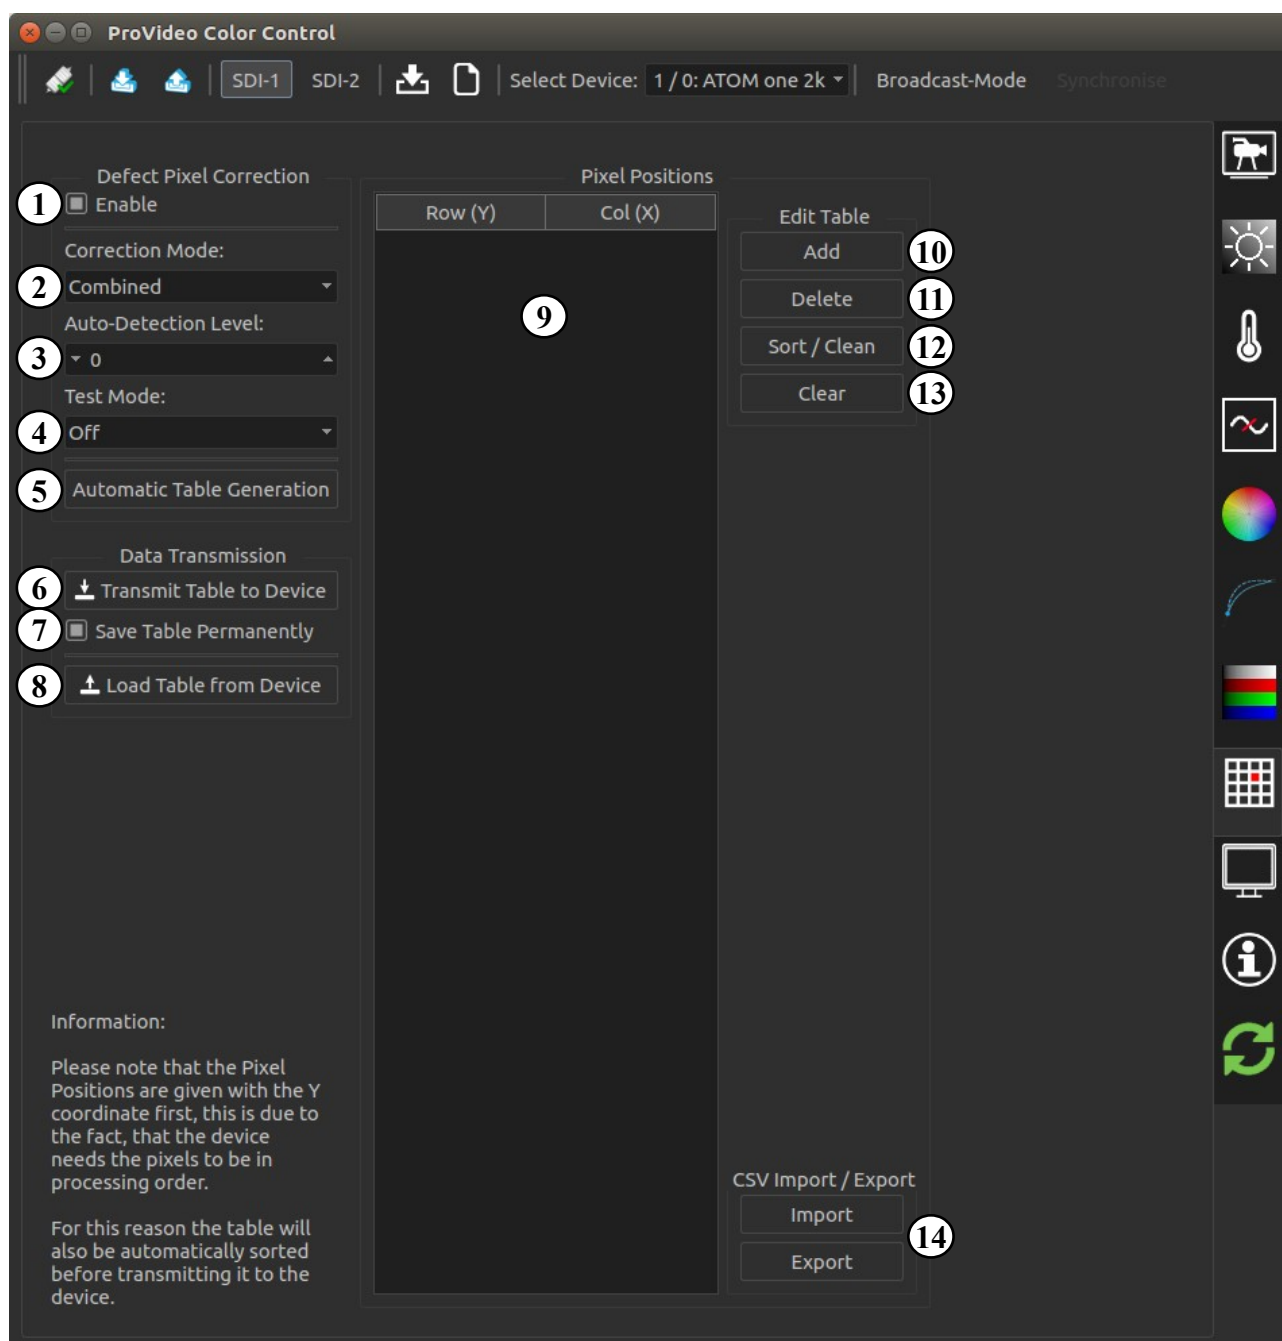 ProVideo Color Control
SDI-1 SDI-2 Select Device: 1 / 0: ATOM one 2k Broadcast-Mode Synchronise
Defect Pixel Correction
1 Enable
Correction Mode:
2 Combined
Auto-Detection Level:
3 0
Test Mode:
4 Off
5 Automatic Table Generation
Data Transmission
6 Transmit Table to Device
7 Save Table Permanently
8 Load Table from Device
Information:
Please note that the Pixel
Positions are given with the Y
coordinate first, this is due to
the fact, that the device
needs the pixels to be in
processing order.
For this reason the table will
also be automatically sorted
before transmitting it to the
device.
Pixel Positions
Row (Y) Col (X)
9
Edit Table
Add 10
Delete 11
Sort / Clean 12
Clear 13
CSV Import / Export
Import
14
Export